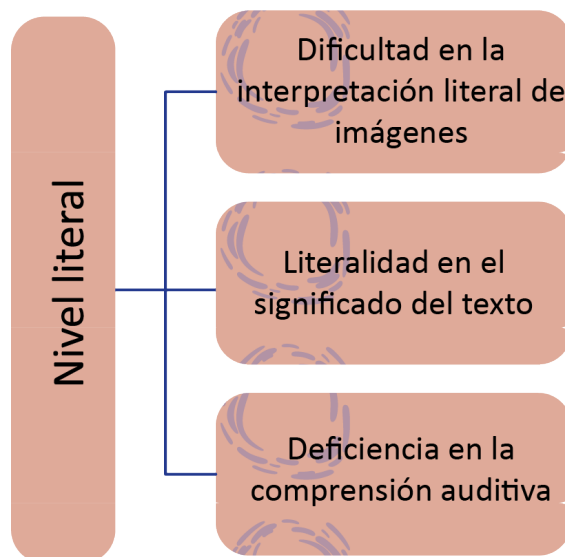 Nivel literal
Dificultad en la
interpretación literal de
imágenes
Literalidad en el
significado del texto
Deficiencia en la
comprensión auditiva